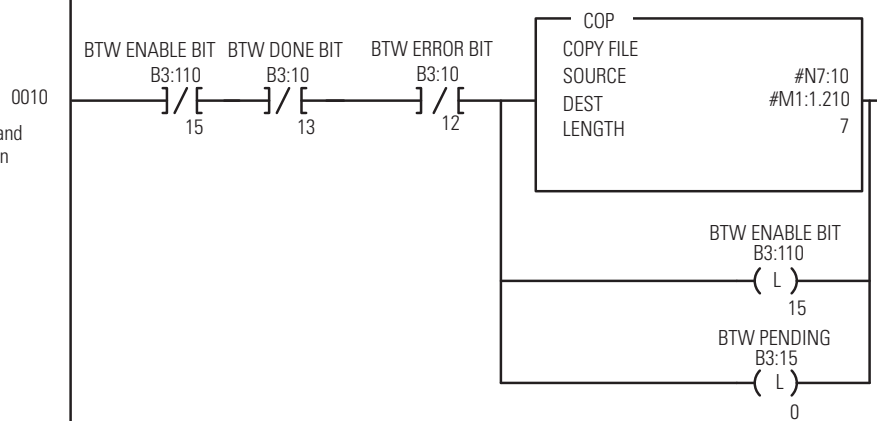 COP
BTW ENABLE BIT BTW DONE BIT BTW ERROR BIT COPY FILE
B3:110 B3:10 B3:10 SOURCE #N7:10
0010 DEST #M1:1.210
15 13 12 LENGTH 7
and
n
BTW ENABLE BIT
B3:110
L
15
BTW PENDING
B3:15
L
0